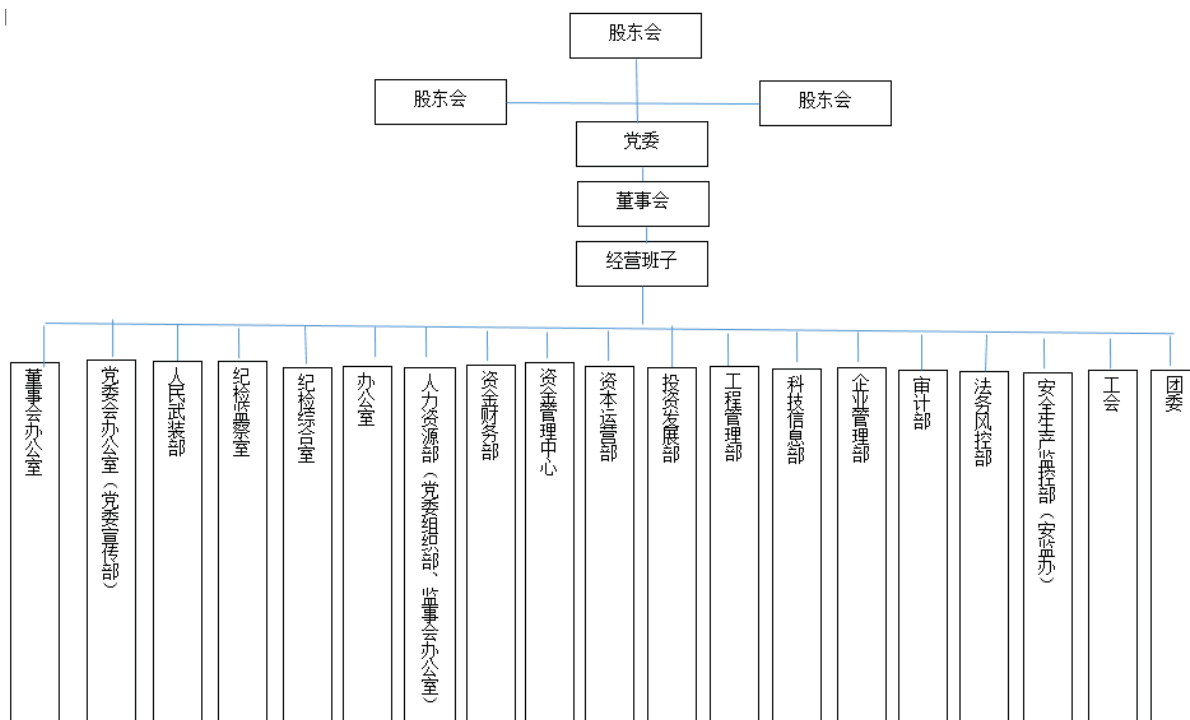 股东会
股东会
股东会
党委
董事会
经营班子
董事会办公室
党委会办公室（党委宣传部）
人民武装部
纪检监察室
纪检综合室
办公室
人力资源部（党委组织部、监事会办公室）
资金财务部
资金管理中心
资本运营部
投资发展部
工程管理部
科技信息部
企业管理部
审计部
法务风控部
安全生产监控部（安监办）
工会
团委